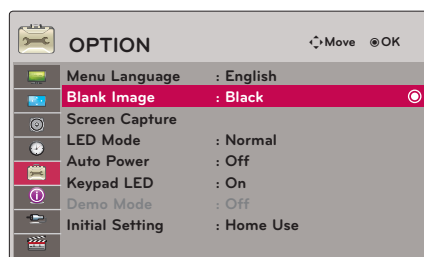 OPTION Move OK
Menu Language : English
Blank Image : Black
Screen Capture
LED Mode : Normal
Auto Power : Off
Keypad LED : On
Demo Mode : Off
Initial Setting : Home Use